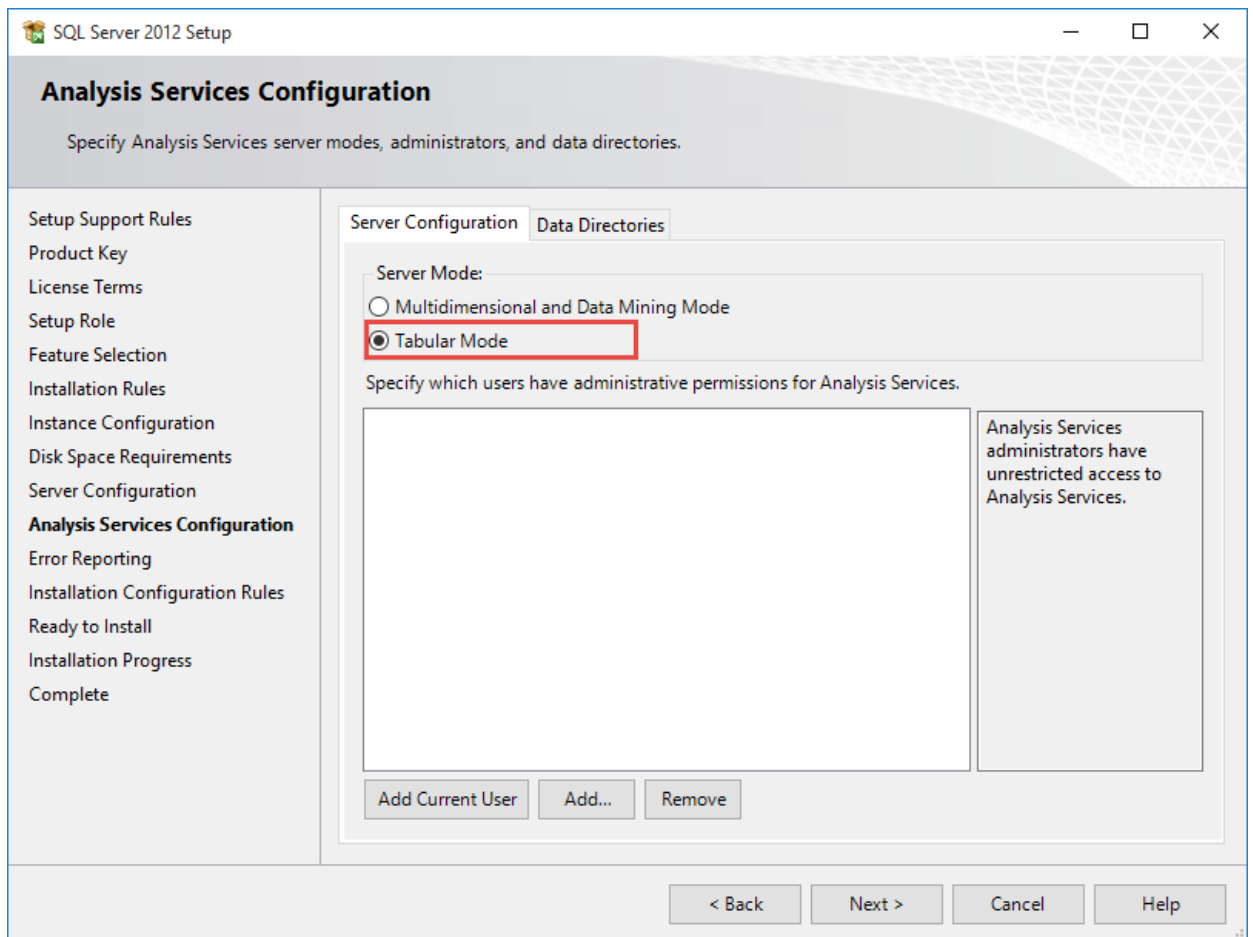 SQL Server 2012 Setup
Analysis Services Configuration
Specify Analysis Services server modes, administrators, and data directories.
Setup Support Rules
Product Key
License Terms
Setup Role
Feature Selection
Installation Rules
Instance Configuration
Disk Space Requirements
Server Configuration
Analysis Services Configuration
Error Reporting
Installation Configuration Rules
Ready to Install
Installation Progress
Complete
Server Configuration
Data Directories
Server Mode:
Multidimensional and Data Mining Mode
Tabular Mode
Specify which users have administrative permissions for Analysis Services.
Analysis Services
administrators have
unrestricted access to
Analysis Services.
Add Current User
Add...
Remove
< Back
Next >
Cancel
Help